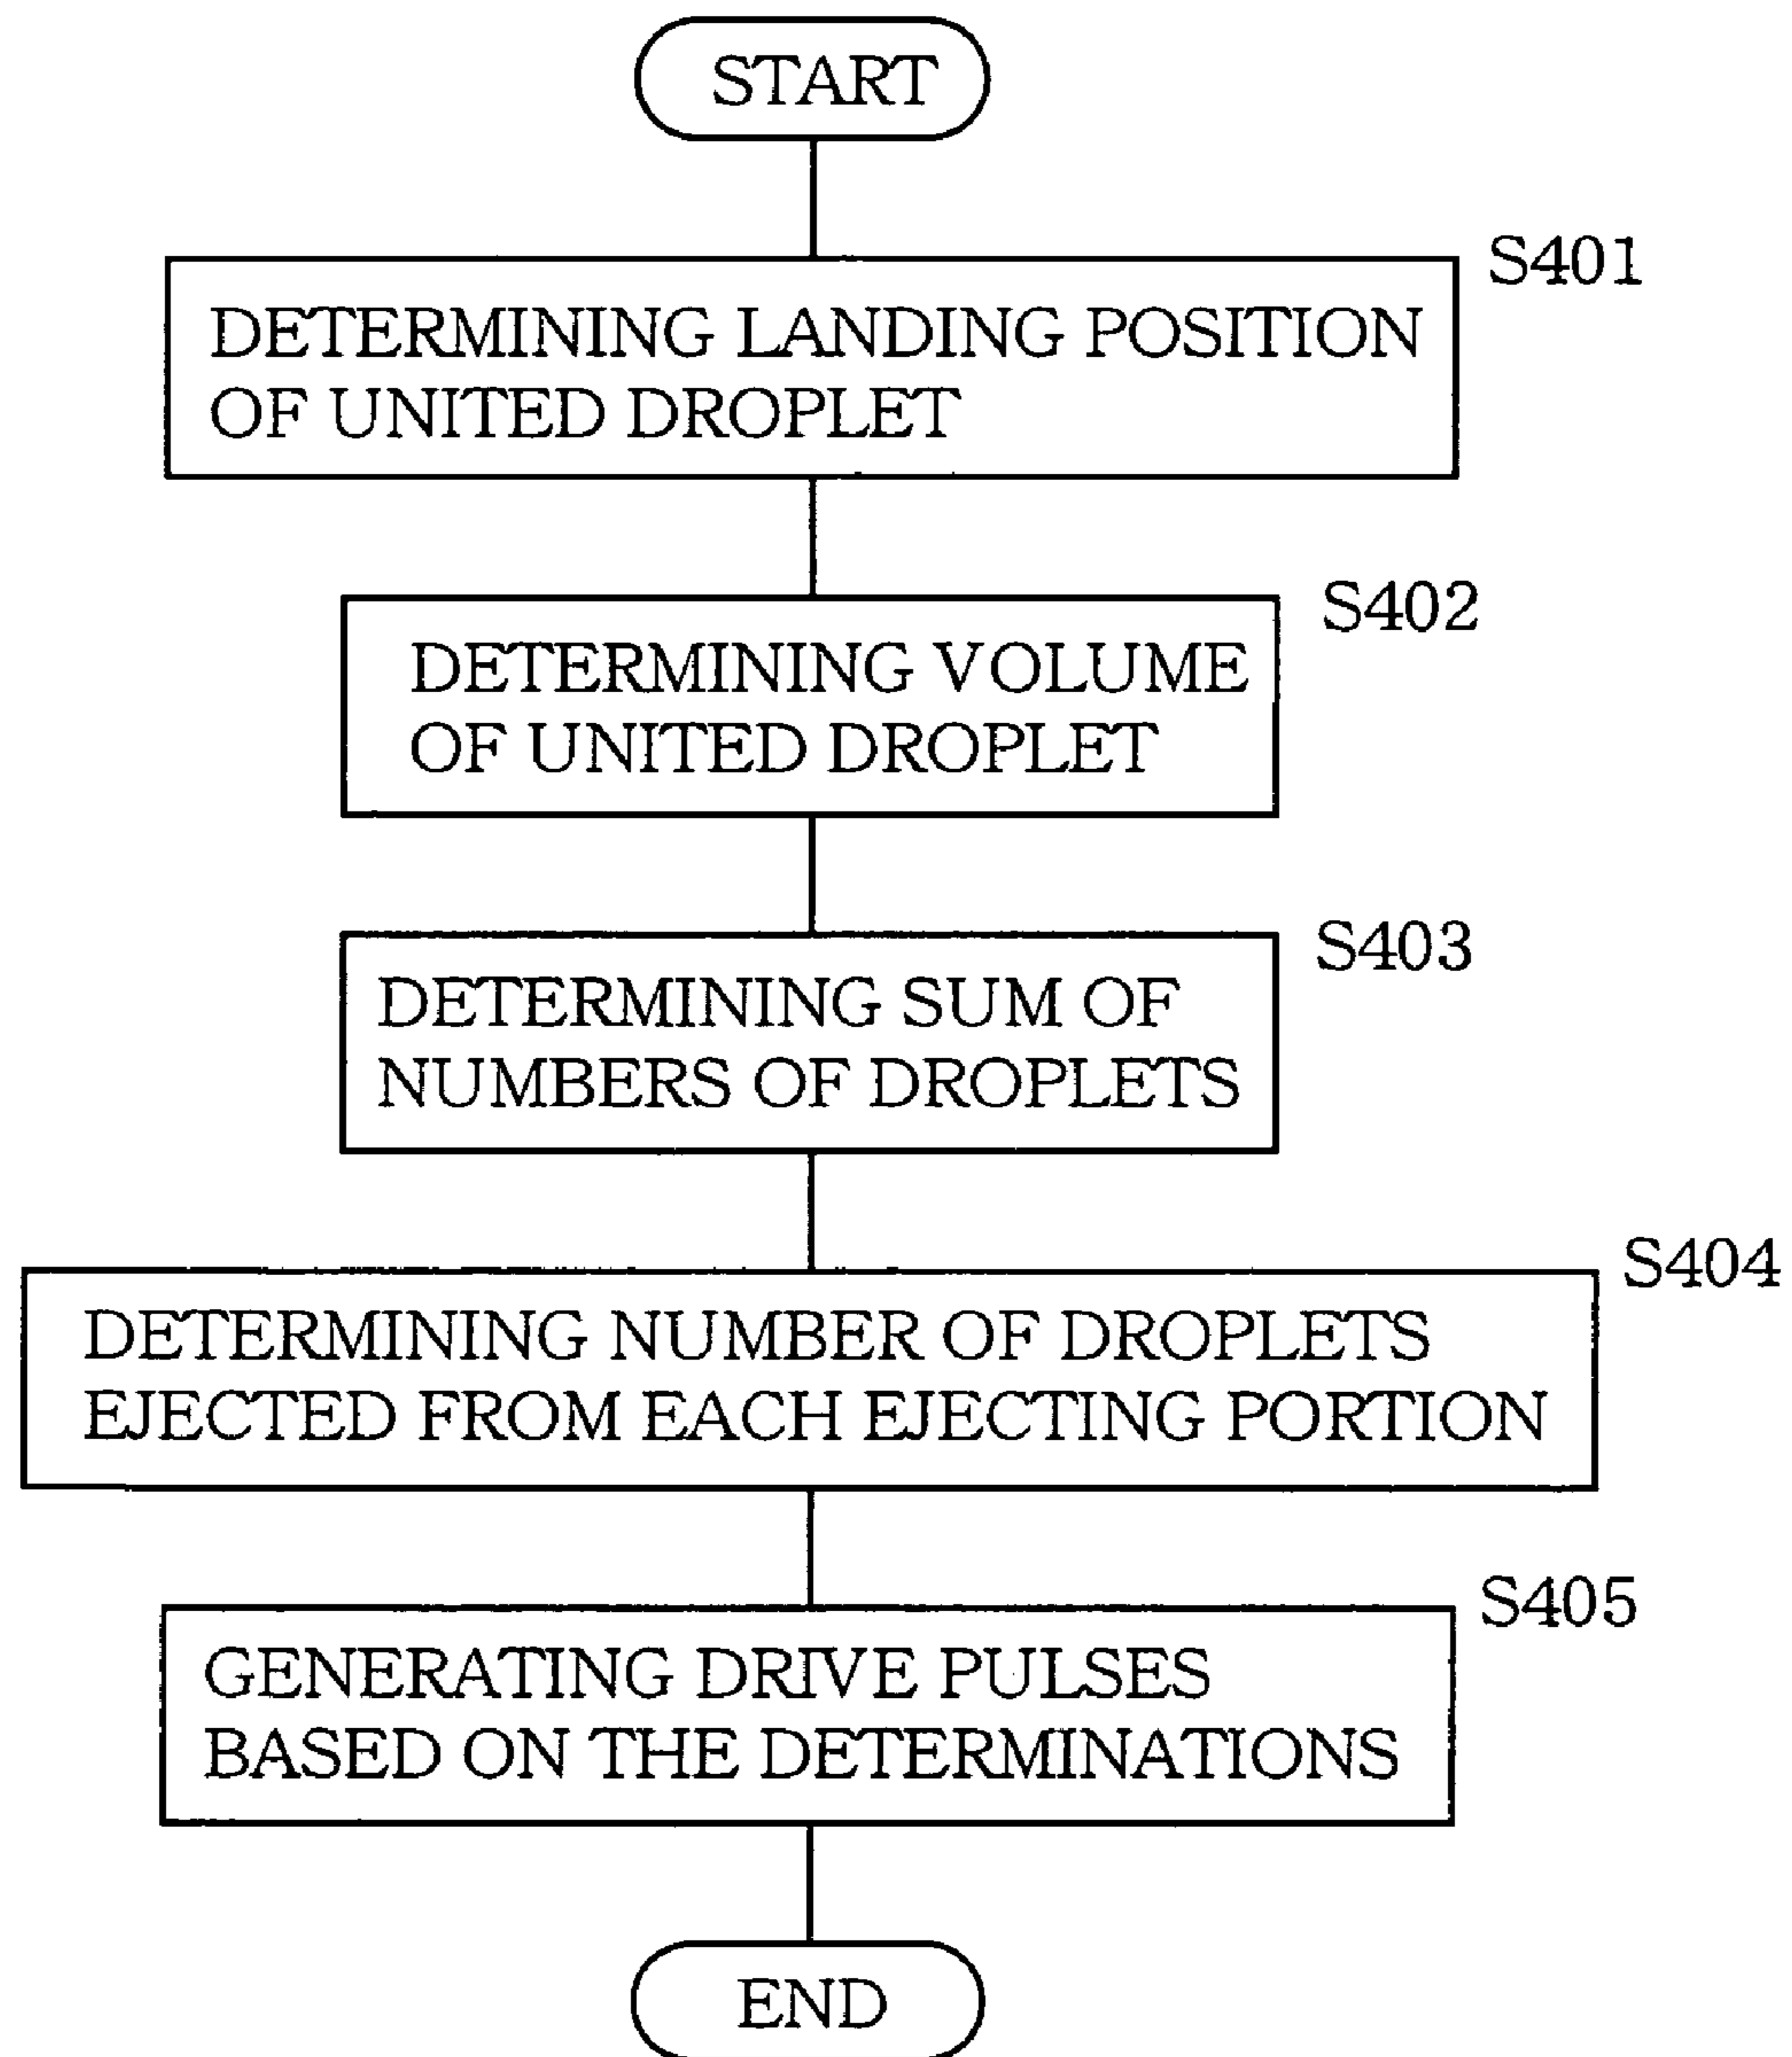 START
S401
DETERMINING LANDING POSITION
OF UNITED DROPLET
S402
DETERMINING VOLUME
OF UNITED DROPLET
S403
DETERMINING SUM OF
NUMBERS OF DROPLETS
S404
DETERMINING NUMBER OF DROPLETS
EJECTED FROM EACH EJECTING PORTION
S405
GENERATING DRIVE PULSES
BASED ON THE DETERMINATIONS
END